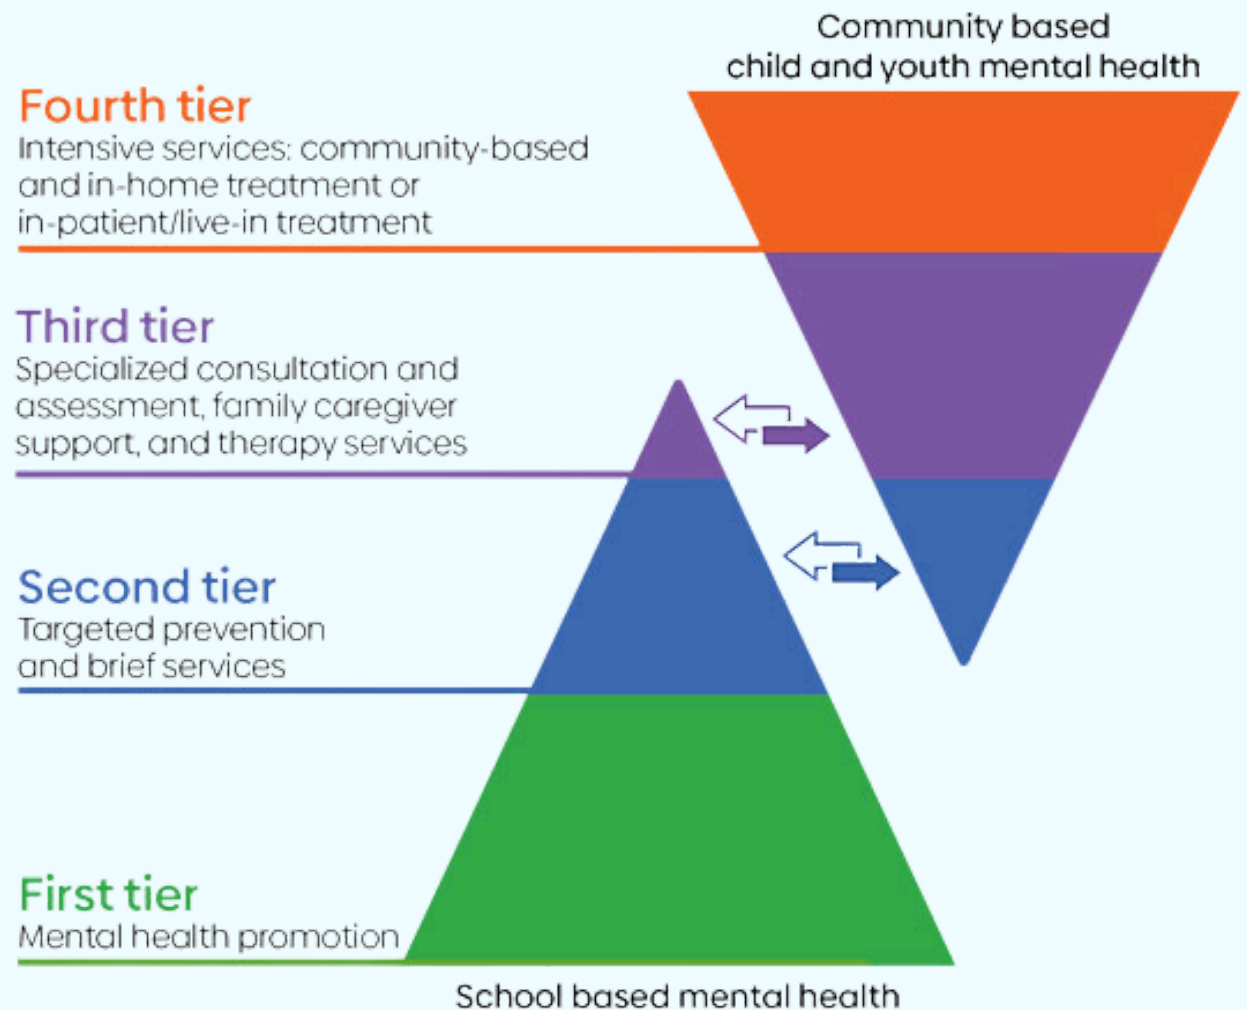 Community based
child and youth mental health
Fourth tier
Intensive services: community-based
and in-home treatment or
in-patient/live-in treatment
Third tier
Specialized consultation and
assessment, family caregiver
support, and therapy services
Second tier
Targeted prevention
and brief services
First tier
Mental health promotion
School based mental health